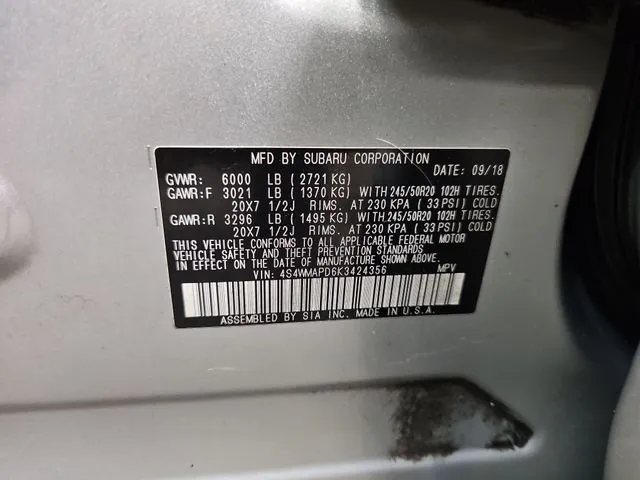 MFD BY SUBARU CORPORATION
DATE: 09/18
GVWR: 6000 LB (2721 KG)
GAWR:F 3021 LB (1370 KG) WITH 245/50R20 102H TIRES.
20X7 1/2J RIMS. AT 230 KPA (33 PSI) COLD
GAWR:R 3296 LB (1495 KG) WITH 245/50R20 102H TIRES.
20X7 1/2J RIMS. AT 230 KPA (33 PSI) COLD
THIS VEHICLE CONFORMS TO ALL APPLICABLE FEDERAL MOTOR
VEHICLE SAFETY AND THEFT PREVENTION STANDARDS
IN EFFECT ON THE DATE OF MANUFACTURE SHOWN ABOVE.
VIN: 4S4WMAPD6K3424356 MPV
ASSEMBLED BY SIA INC. MADE IN U.S.A.